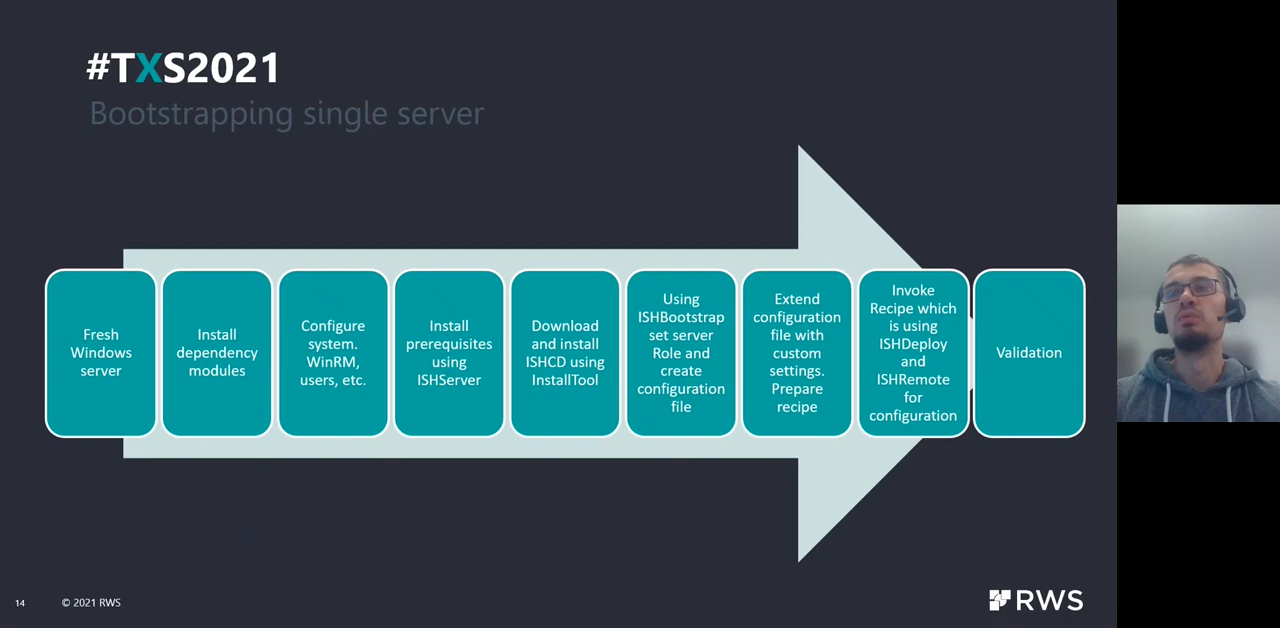 #TXS2021
Bootstrapping single server
Fresh
Windows
server
Install
dependency
modules
Configure
system.
WinRM,
users, etc.
Install
prerequisites
using
ISHServer
Download
and install
ISHCD using
InstallTool
Using
ISHBootstrap
set server
Role and
create
configuration
file
Extend
configuration
file with
custom
settings.
Prepare
recipe
Invoke
Recipe which
is using
ISHDeploy
and
ISHRemote
for
configuration
Validation
14
© 2021 RWS
RWS